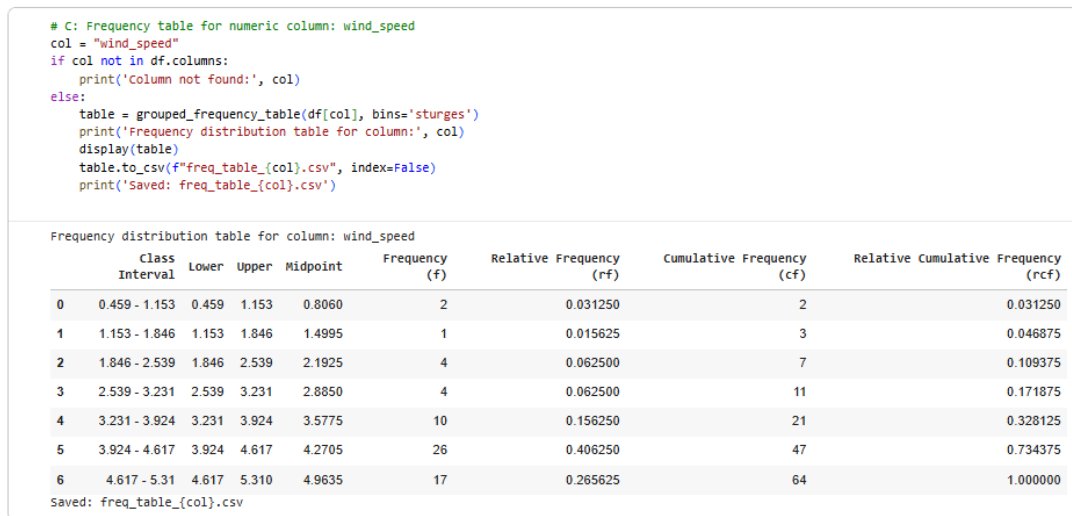 # C: Frequency table for numeric column: wind_speed
col = "wind_speed"
if col not in df.columns:
    print('Column not found:', col)
else:
    table = grouped_frequency_table(df[col], bins='sturges')
    print('Frequency distribution table for column:', col)
    display(table)
    table.to_csv(f"freq_table_{col}.csv", index=False)
    print('Saved: freq_table_{col}.csv')
Frequency distribution table for column: wind_speed
Class Interval Lower Upper Midpoint Frequency (f) Relative Frequency (rf) Cumulative Frequency (cf) Relative Cumulative Frequency (rcf)
0 0.459 - 1.153 0.459 1.153 0.8060 2 0.031250 2 0.031250
1 1.153 - 1.846 1.153 1.846 1.4995 1 0.015625 3 0.046875
2 1.846 - 2.539 1.846 2.539 2.1925 4 0.062500 7 0.109375
3 2.539 - 3.231 2.539 3.231 2.8850 4 0.062500 11 0.171875
4 3.231 - 3.924 3.231 3.924 3.5775 10 0.156250 21 0.328125
5 3.924 - 4.617 3.924 4.617 4.2705 26 0.406250 47 0.734375
6 4.617 - 5.31 4.617 5.310 4.9635 17 0.265625 64 1.000000
Saved: freq_table_{col}.csv